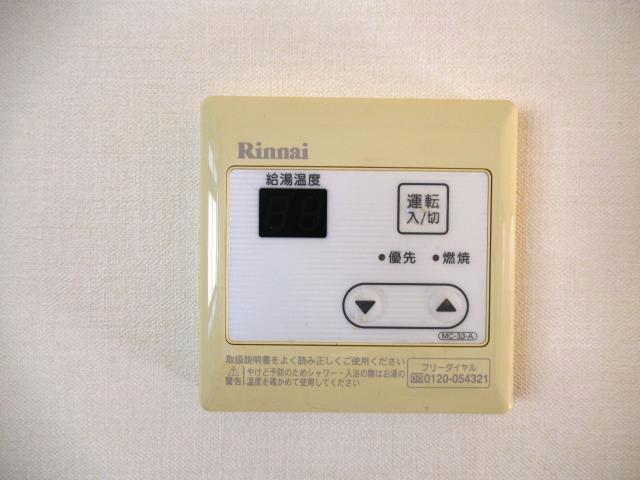 Rinnai
給湯温度
運転
入/切
優先 燃焼
▼ ▲
MC-33-A
取扱説明書をよく読み正しくご使用ください
警告 やけど予防のためシャワー・入浴の際はお湯の
温度を確かめて使用してください
フリーダイヤル
0120-054321